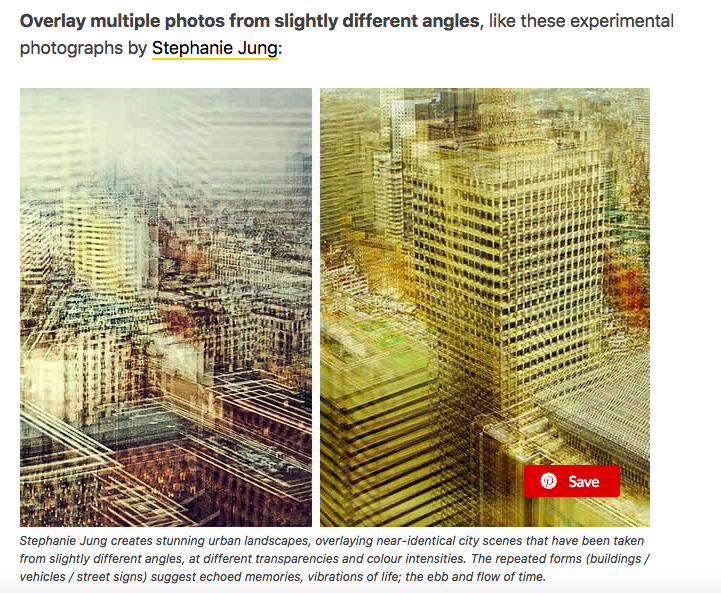 Overlay multiple photos from slightly different angles, like these experimental
photographs by Stephanie Jung:
Save
Stephanie Jung creates stunning urban landscapes, overlaying near-identical city scenes that have been taken
from slightly different angles, at different transparencies and colour intensities. The repeated forms (buildings /
vehicles / street signs) suggest echoed memories, vibrations of life; the ebb and flow of time.